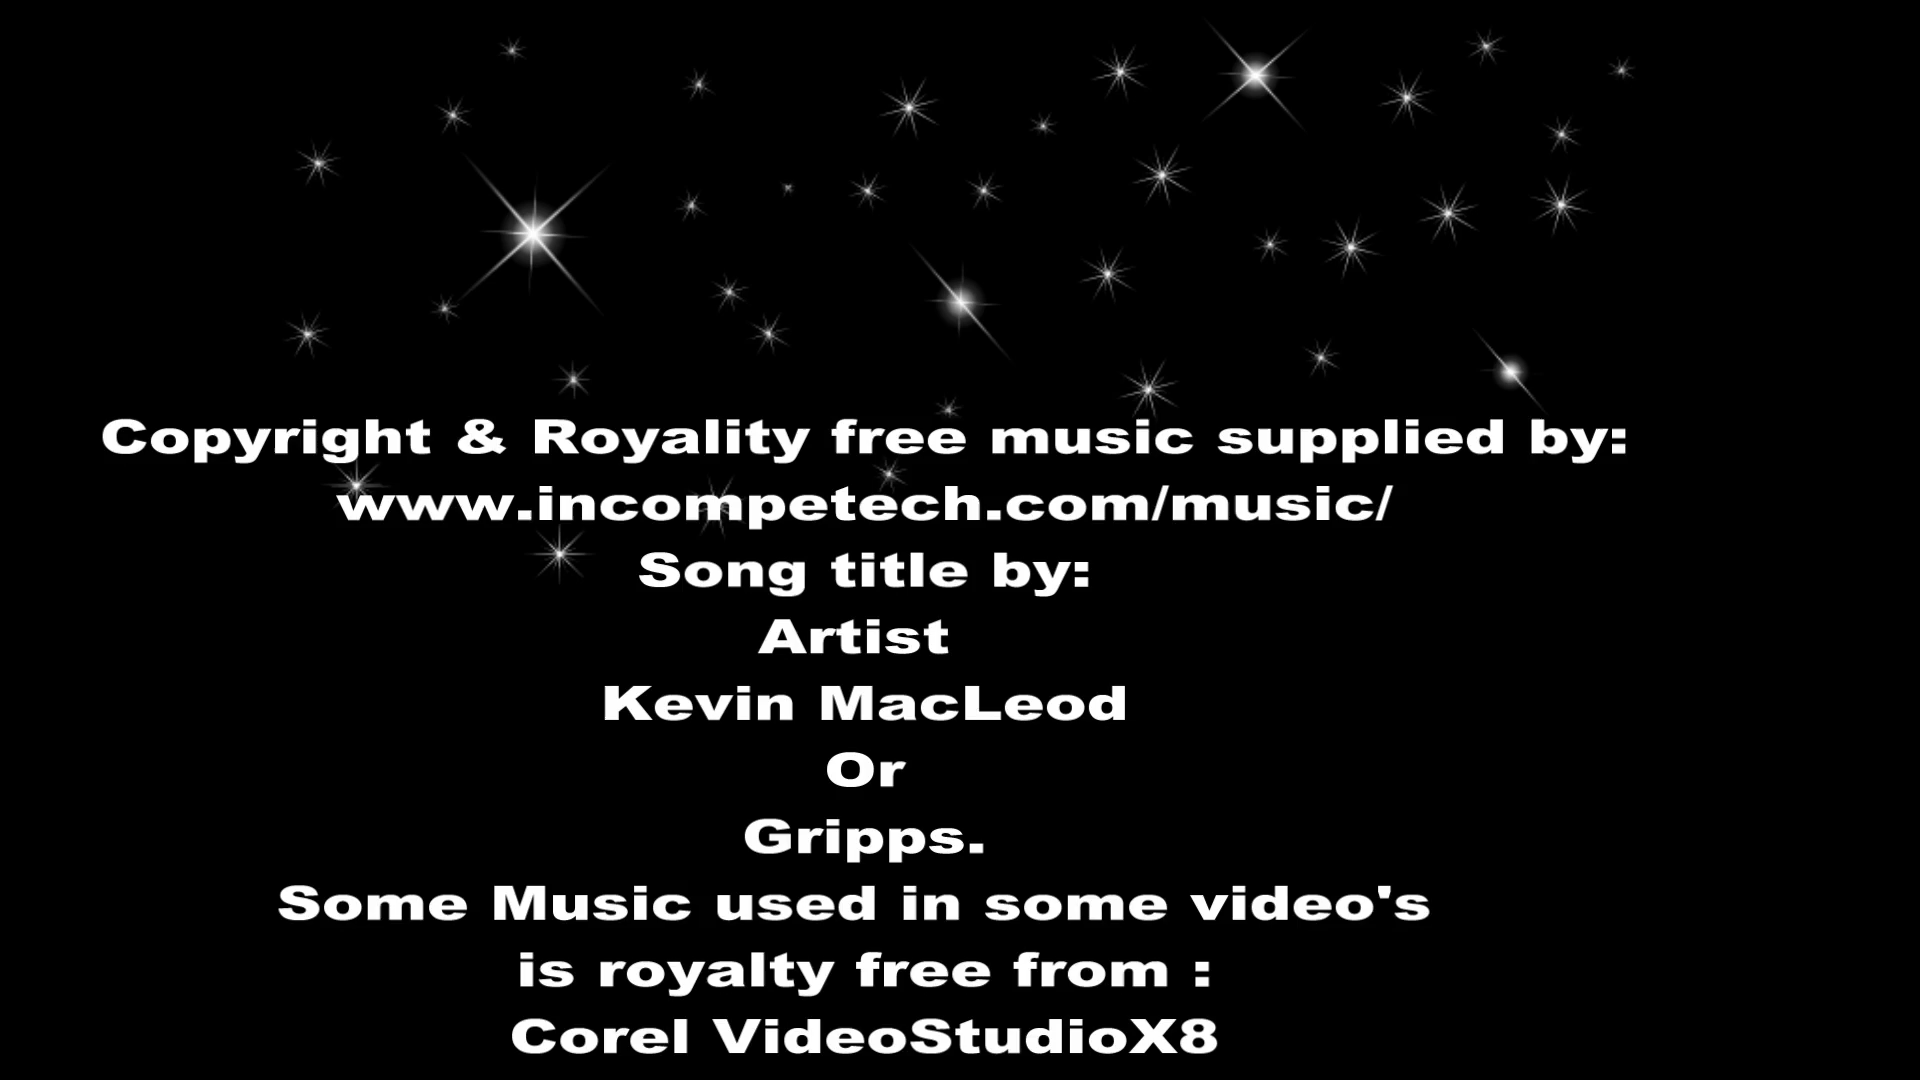 Copyright & Royality free music supplied by:
www.incompetech.com/music/
Song title by:
Artist
Kevin MacLeod
Or
Gripps.
Some Music used in some video's
is royalty free from :
Corel VideoStudioX8